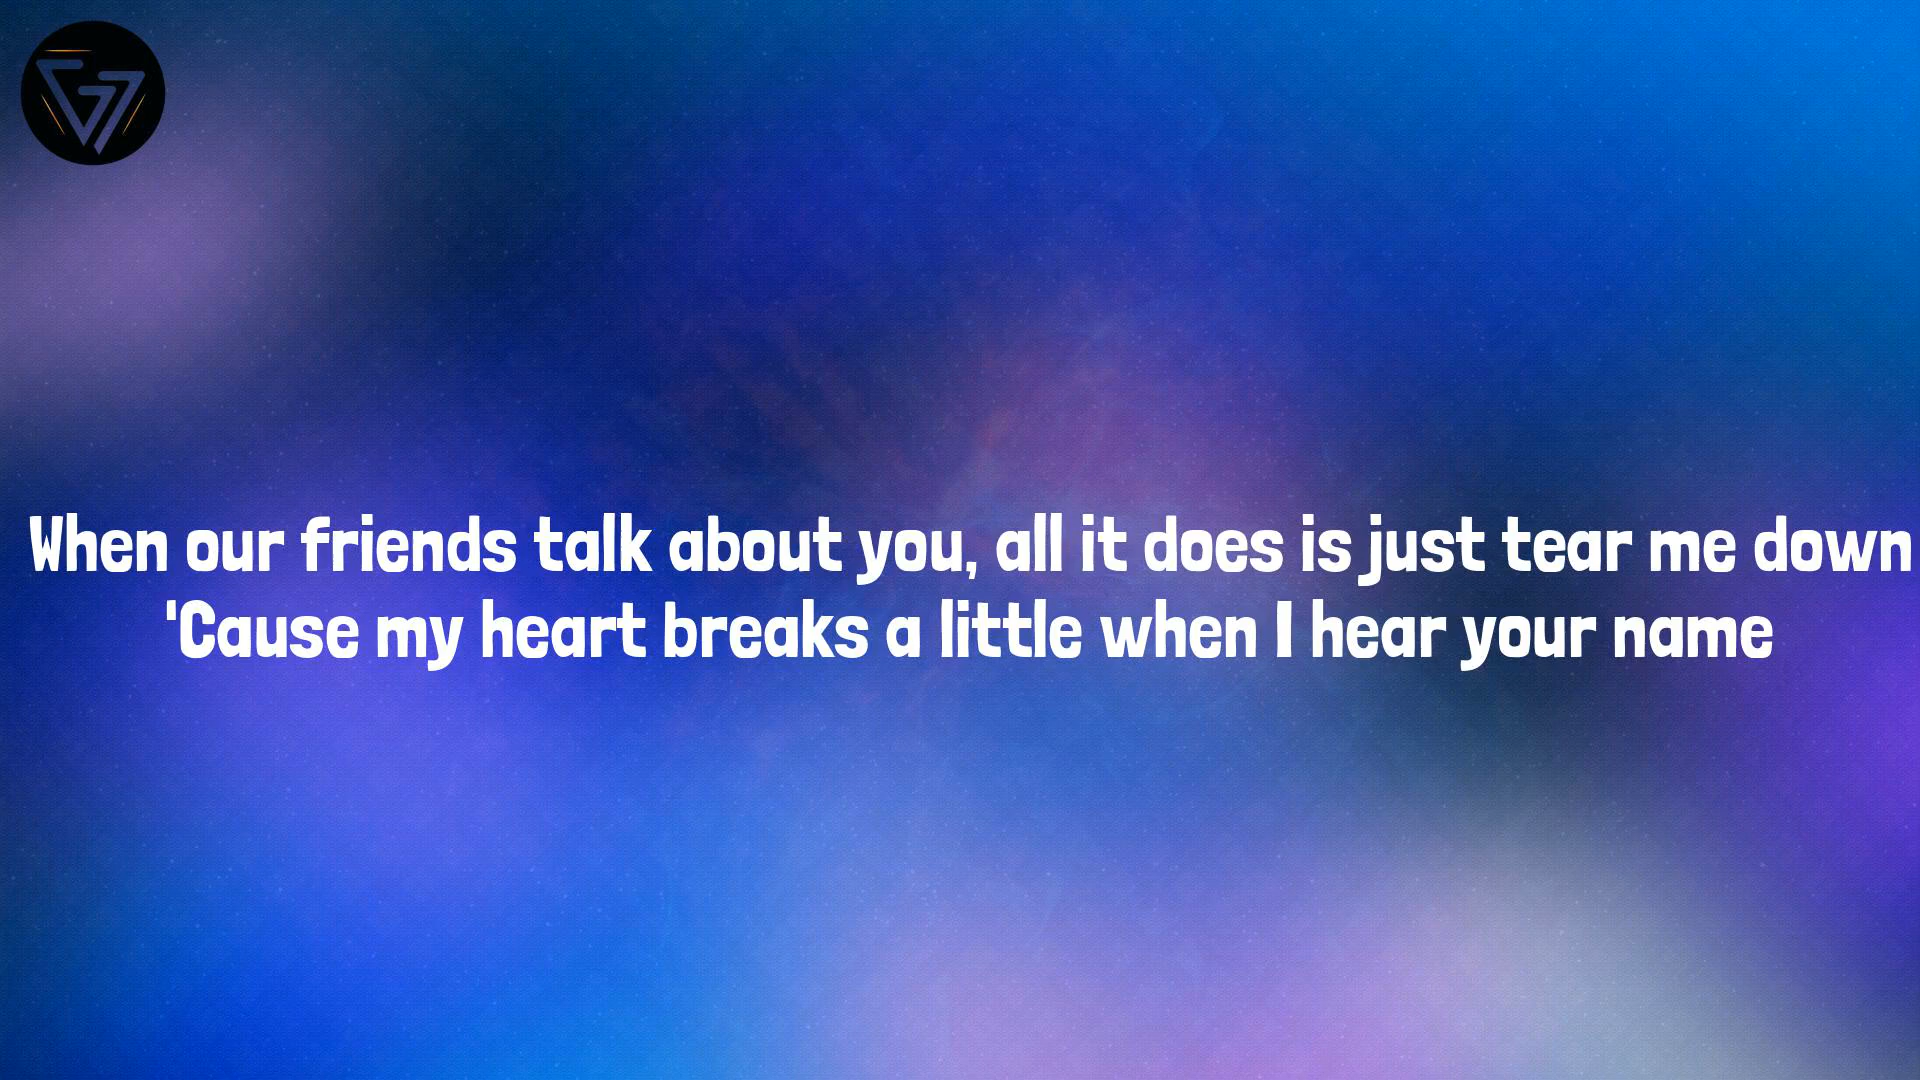 When our friends talk about you, all it does is just tear me down
'Cause my heart breaks a little when I hear your name